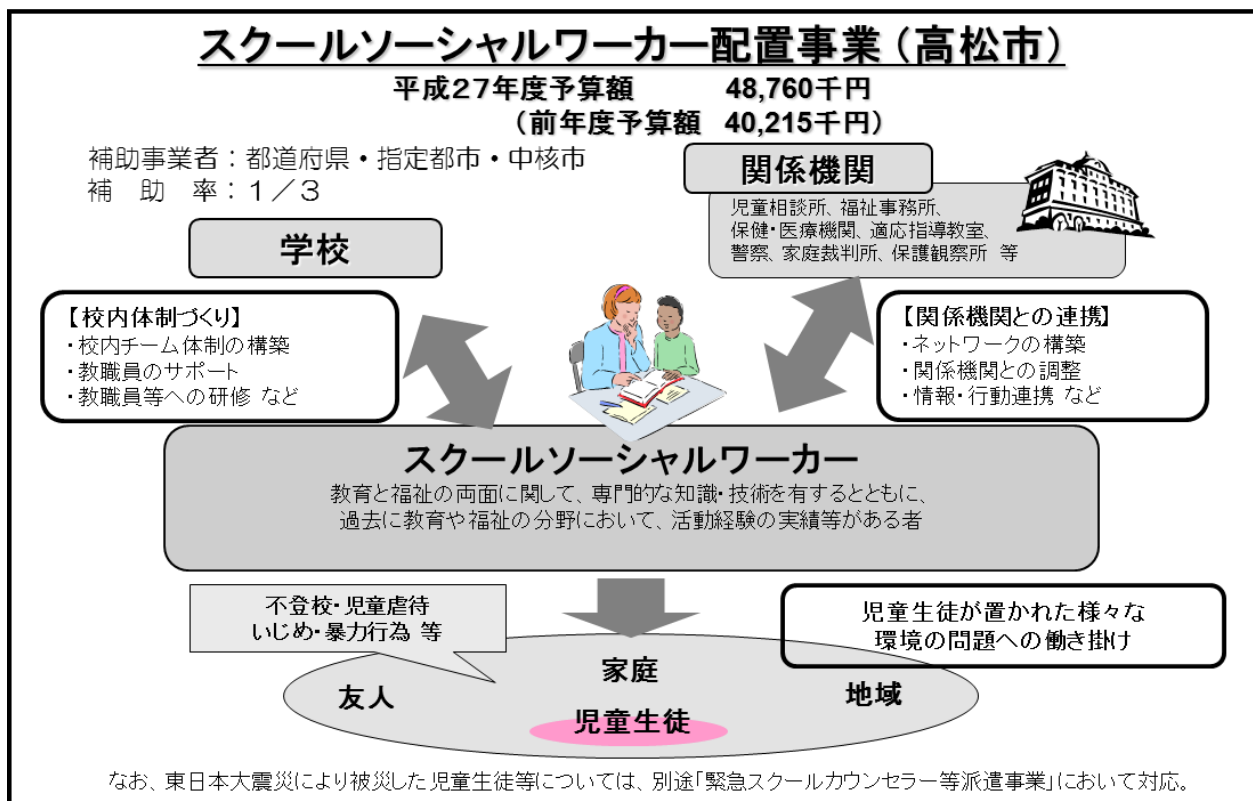 スクールソーシャルワーカー配置事業（高松市）
平成２７年度予算額　48,760千円
（前年度予算額　40,215千円）
補助事業者：都道府県・指定都市・中核市
補　助　率：１／３
関係機関
児童相談所、福祉事務所、
保健・医療機関、適応指導教室、
警察、家庭裁判所、保護観察所 等
学校
【校内体制づくり】
・校内チーム体制の構築
・教職員のサポート
・教職員等への研修 など
【関係機関との連携】
・ネットワークの構築
・関係機関との調整
・情報・行動連携 など
スクールソーシャルワーカー
教育と福祉の両面に関して、専門的な知識・技術を有するとともに、
過去に教育や福祉の分野において、活動経験の実績等がある者
不登校・児童虐待
いじめ・暴力行為 等
児童生徒が置かれた様々な
環境の問題への働き掛け
家庭
友人
地域
児童生徒
なお、東日本大震災により被災した児童生徒等については、別途「緊急スクールカウンセラー等派遣事業」において対応。